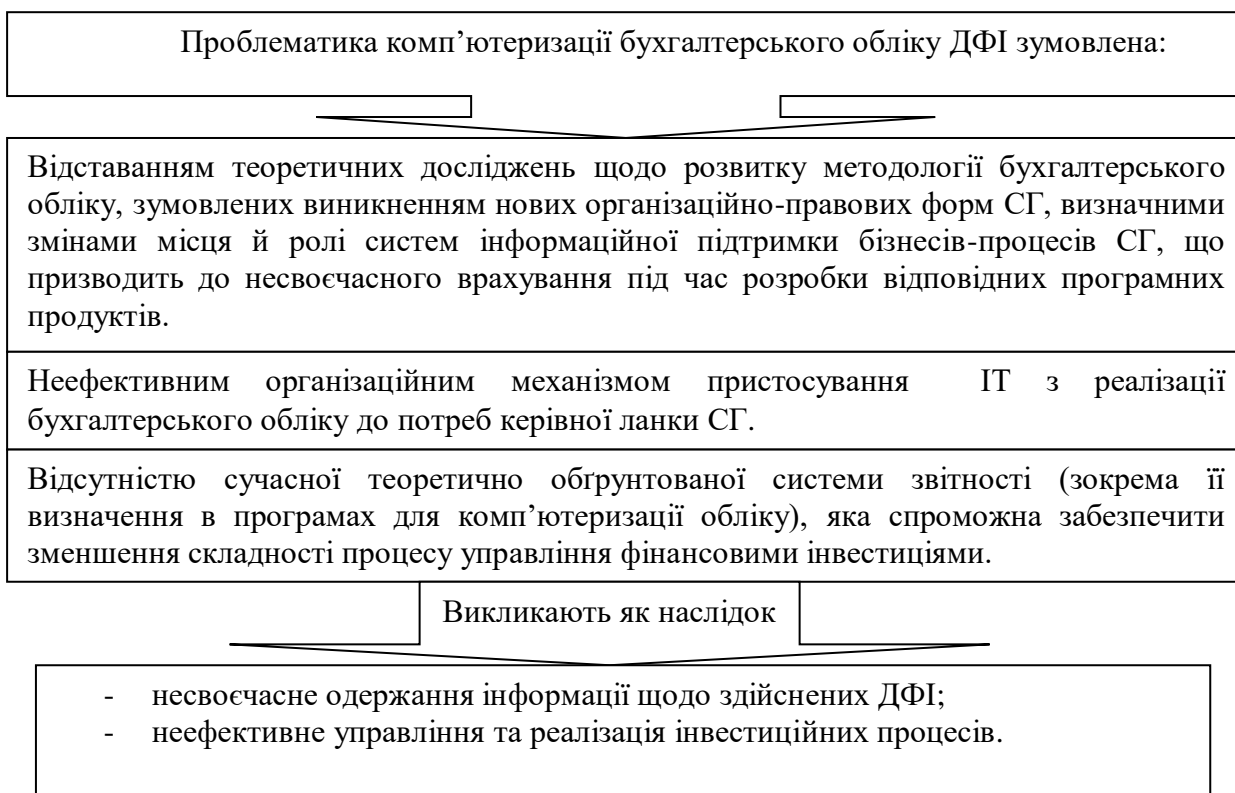 Проблематика комп’ютеризації бухгалтерського обліку ДФІ зумовлена:
Відставанням теоретичних досліджень щодо розвитку методології бухгалтерського
обліку, зумовлених виникненням нових організаційно-правових форм СГ, визначними
змінами місця й ролі систем інформаційної підтримки бізнесів-процесів СГ, що
призводить до несвоєчасного врахування під час розробки відповідних програмних
продуктів.
Неефективним організаційним механізмом пристосування ІТ з реалізації
бухгалтерського обліку до потреб керівної ланки СГ.
Відсутністю сучасної теоретично обґрунтованої системи звітності (зокрема її
визначення в програмах для комп’ютеризації обліку), яка спроможна забезпечити
зменшення складності процесу управління фінансовими інвестиціями.
Викликають як наслідок
- несвоєчасне одержання інформації щодо здійснених ДФІ;
- неефективне управління та реалізація інвестиційних процесів.